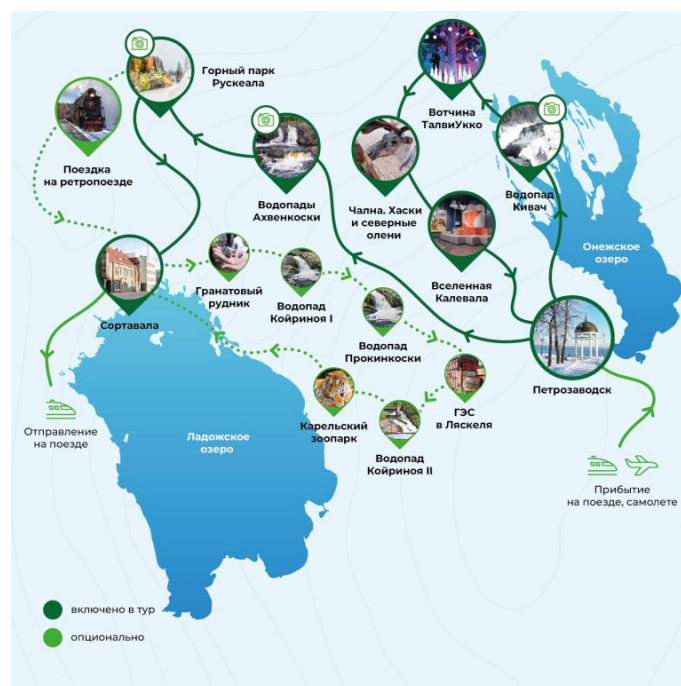 Горный парк
Рускеала
Вотчина
ТалвиУкко
Поездка
на ретропоезде
Водопады
Ахвенкоски
Чална. Хаски
и северные
олени
Водопад
Кивач
Онежское
озеро
Вселенная
Калевала
Гранатовый
рудник
Водопад
Койриноя I
Сортавала
Водопад
Прокинкоски
Петрозаводск
ГЭС
в Ляскеля
Карельский
зоопарк
Водопад
Койриноя II
Отправление
на поезде
Ладожское
озеро
Прибытие
на поезде, самолете
включено в тур
опционально